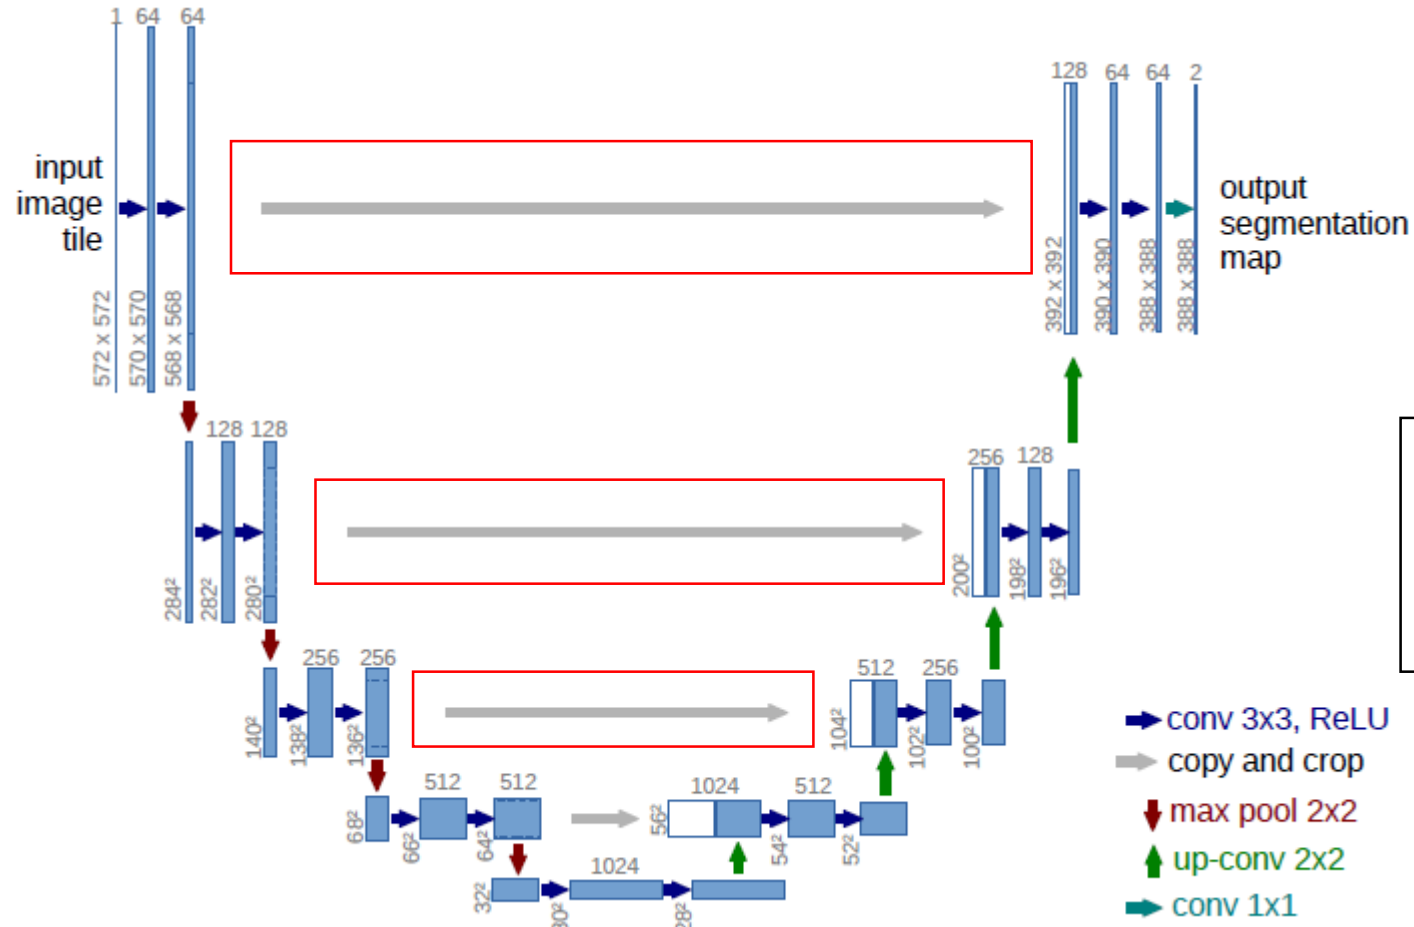 1 64 64
128 64 64 2
input
image
tile
output
segmentation
map
572 x 572
570 x 570
568 x 568
392 x 392
390 x 390
388 x 388
388 x 388
128 128
256 128
284²
282²
280²
200²
198²
196²
256 256
512 256
140²
138²
136²
104²
102²
100²
conv 3x3, ReLU
copy and crop
max pool 2x2
up-conv 2x2
conv 1x1
512 512
1024 512
68²
66²
64²
56²
54²
52²
1024
32²
30²
28²